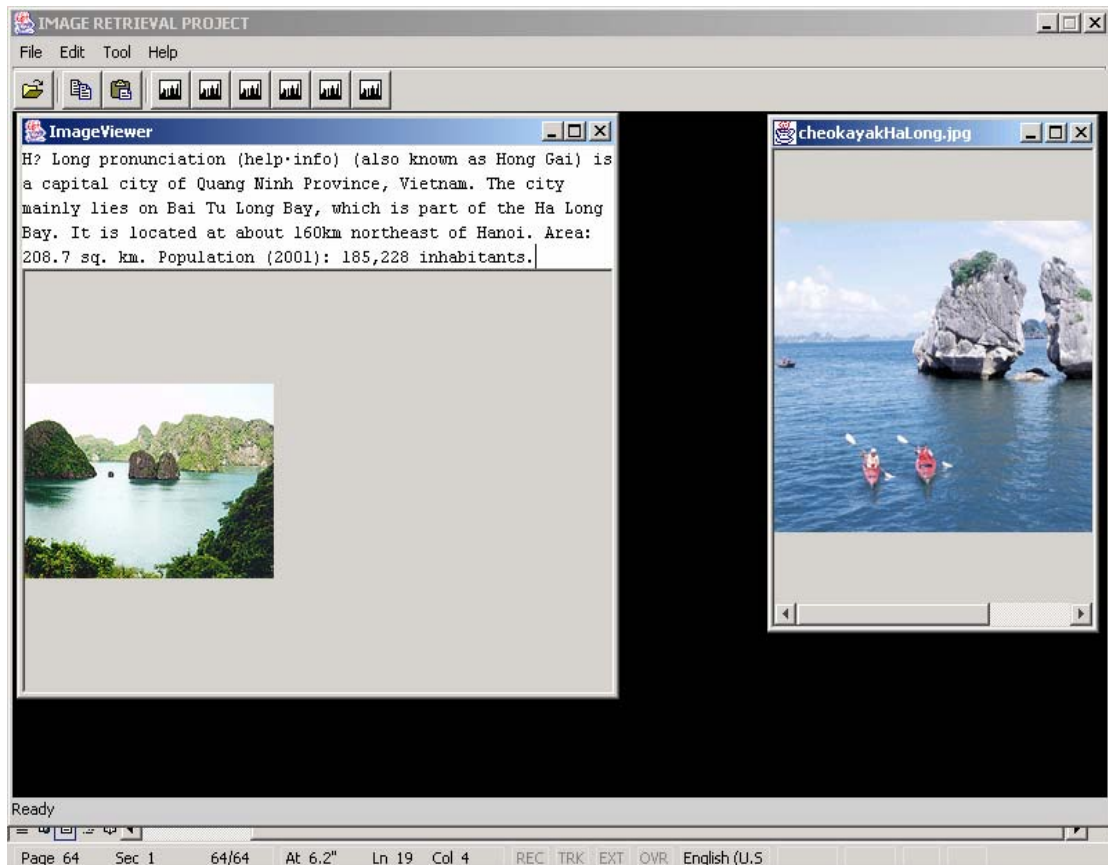 IMAGE RETRIEVAL PROJECT
File Edit Tool Help
ImageViewer
H? Long pronunciation (help·info) (also known as Hong Gai) is
a capital city of Quang Ninh Province, Vietnam. The city
mainly lies on Bai Tu Long Bay, which is part of the Ha Long
Bay. It is located at about 160km northeast of Hanoi. Area:
208.7 sq. km. Population (2001): 185,228 inhabitants.
cheokayakHaLong.jpg
Ready
Page 64 Sec 1 64/64 At 6.2" Ln 19 Col 4 REC TRK EXT OVR English (U.S